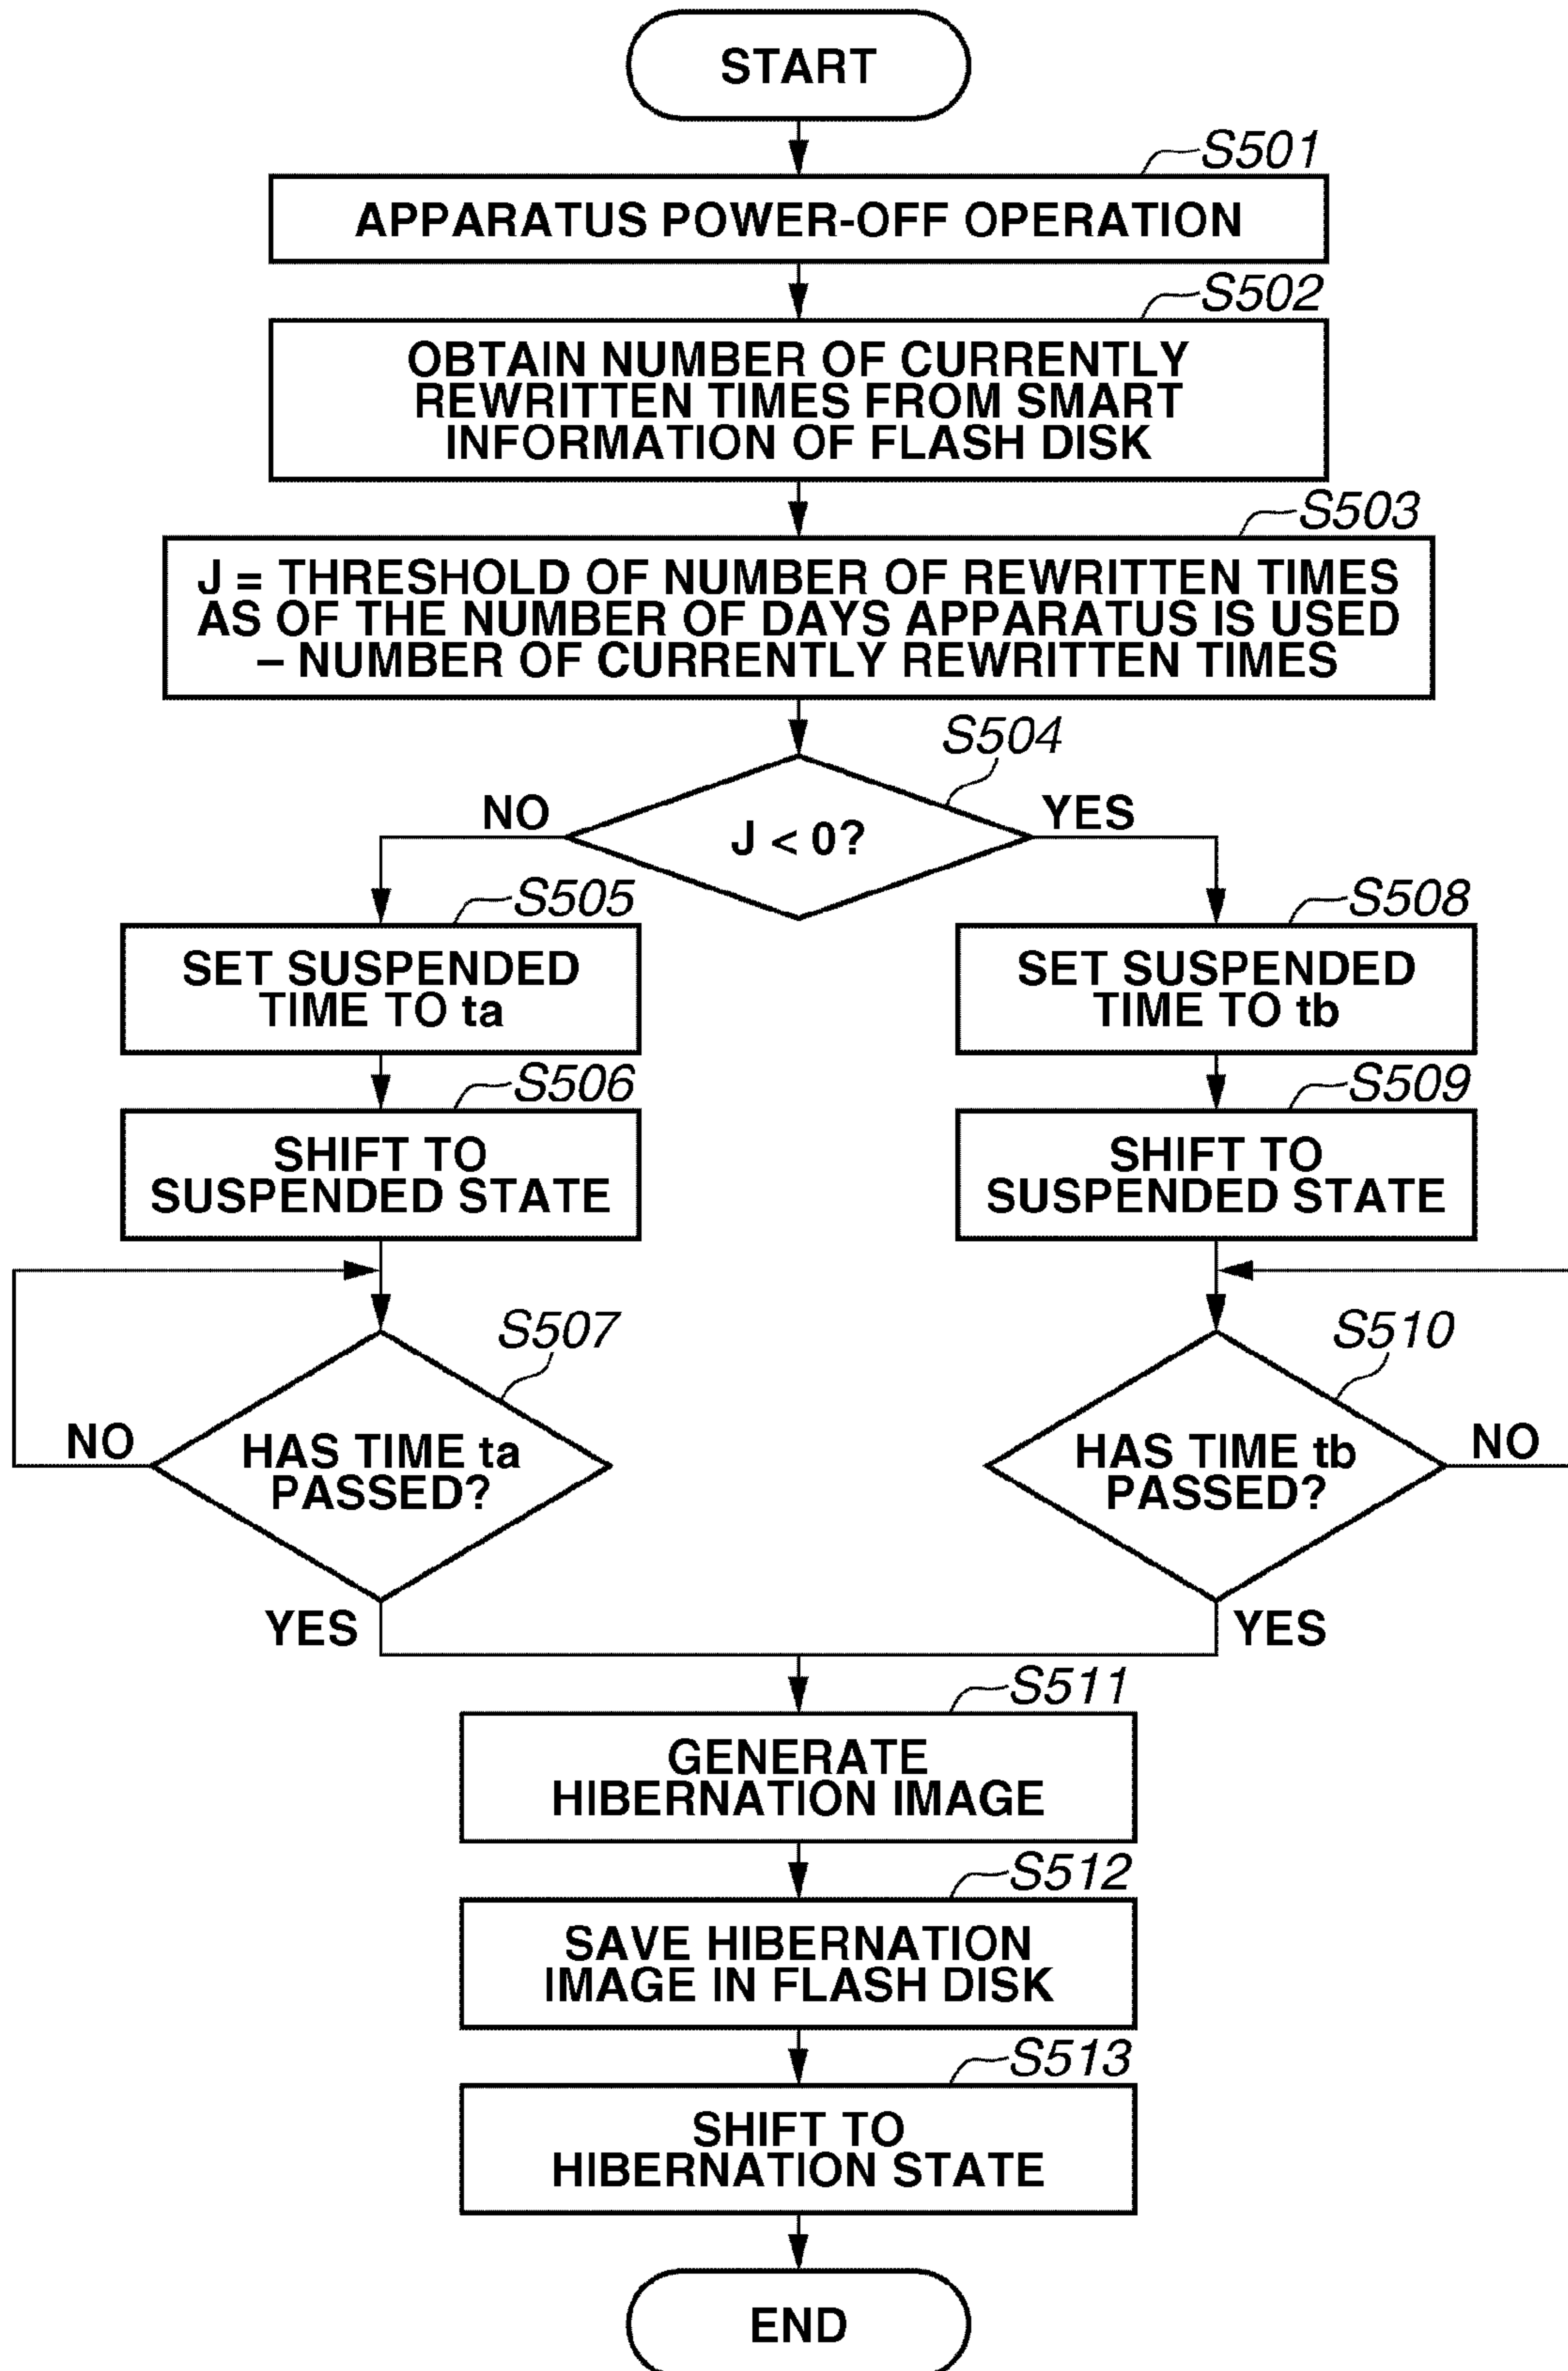 START
S501
APPARATUS POWER-OFF OPERATION
S502
OBTAIN NUMBER OF CURRENTLY
REWRITTEN TIMES FROM SMART
INFORMATION OF FLASH DISK
S503
J = THRESHOLD OF NUMBER OF REWRITTEN TIMES
AS OF THE NUMBER OF DAYS APPARATUS IS USED
– NUMBER OF CURRENTLY REWRITTEN TIMES
S504
NO
J < 0?
YES
S505
SET SUSPENDED
TIME TO ta
S508
SET SUSPENDED
TIME TO tb
S506
SHIFT TO
SUSPENDED STATE
S509
SHIFT TO
SUSPENDED STATE
S507
NO
HAS TIME ta
PASSED?
YES
S510
HAS TIME tb
PASSED?
NO
YES
S511
GENERATE
HIBERNATION IMAGE
S512
SAVE HIBERNATION
IMAGE IN FLASH DISK
S513
SHIFT TO
HIBERNATION STATE
END